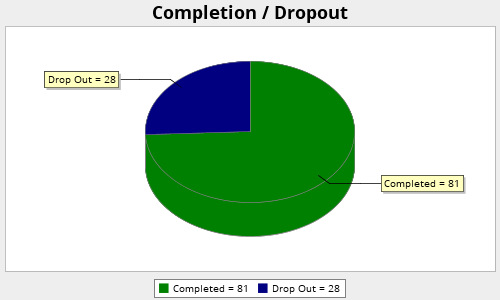 Completion / Dropout
Drop Out = 28
Completed = 81
Completed = 81 Drop Out = 28